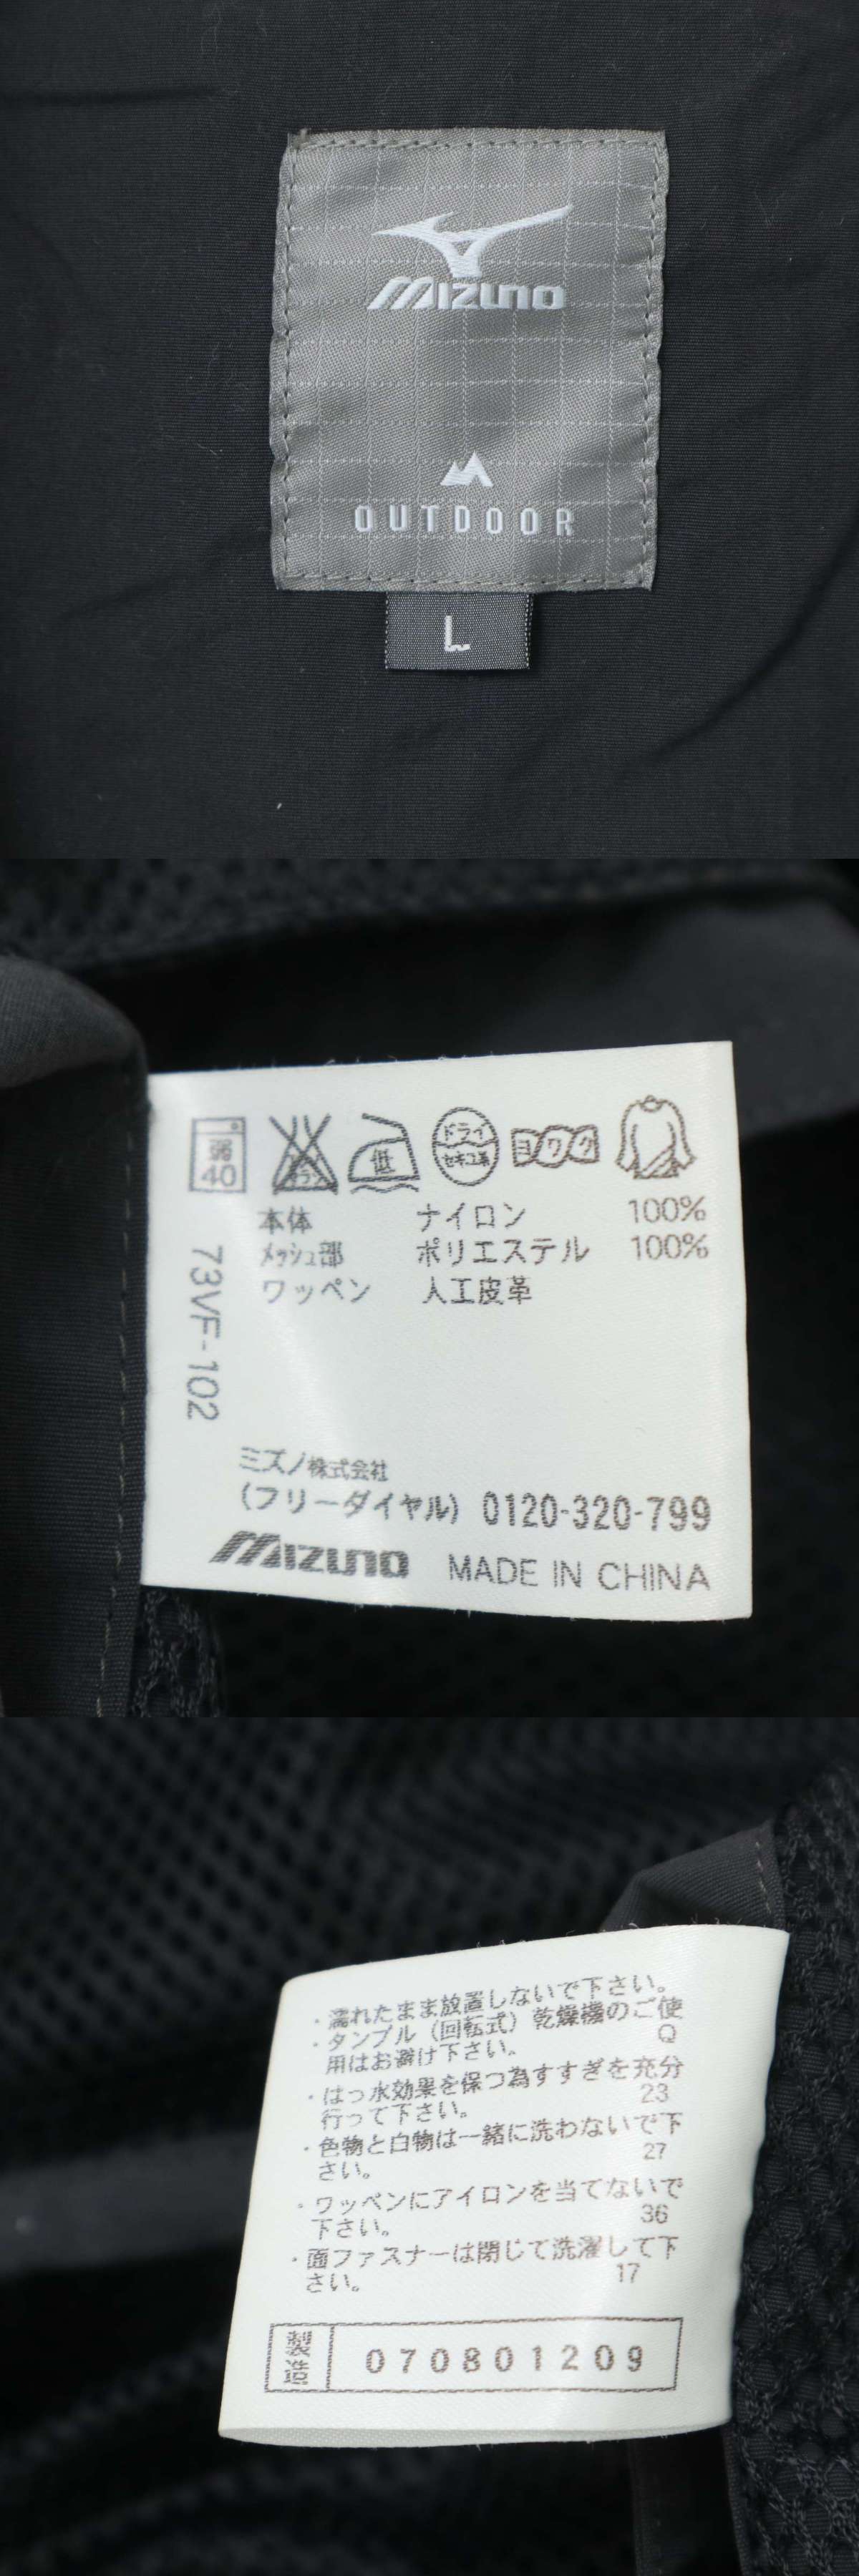 MIZUNO
OUTDOOR
L
弱
40
ドライ
セキユ系
低
ヨワク
本体 ナイロン 100%
メッシュ部 ポリエステル 100%
ワッペン 人工皮革
73VF-102
ミズノ株式会社
(フリーダイヤル) 0120-320-799
MIZUNO MADE IN CHINA
・濡れたまま放置しないで下さい。
・タンブル(回転式)乾燥機のご使
用はお避け下さい。 Q
・はっ水効果を保つ為すすぎを充分
行って下さい。 23
・色物と白物は一緒に洗わないで下
さい。 27
・ワッペンにアイロンを当てないで
下さい。 36
・面ファスナーは閉じて洗濯して下
さい。 17
製造 070801209